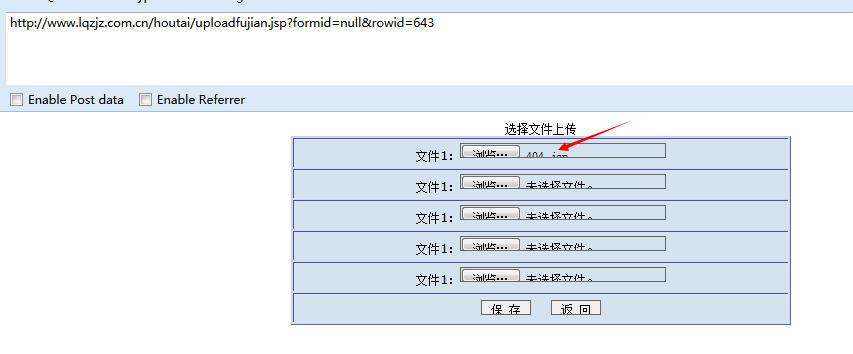 http://www.lqzjz.com.cn/houtai/uploadfujian.jsp?formid=null&rowid=643
Enable Post data Enable Referrer
选择文件上传
文件1: 浏览… 404.jsp
文件1: 浏览… 未选择文件。
文件1: 浏览… 未选择文件。
文件1: 浏览… 未选择文件。
文件1: 浏览… 未选择文件。
保 存 返 回